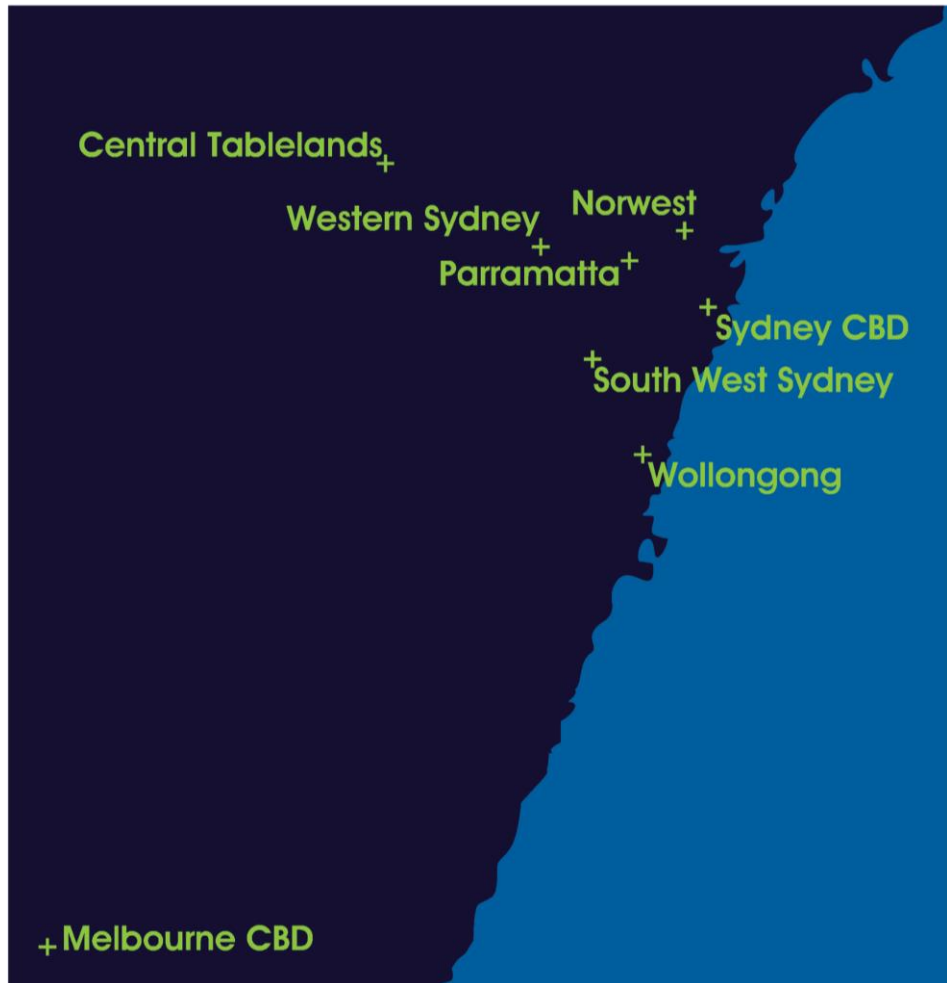 Central Tablelands
Norwest
Western Sydney
Parramatta
Sydney CBD
South West Sydney
Wollongong
Melbourne CBD